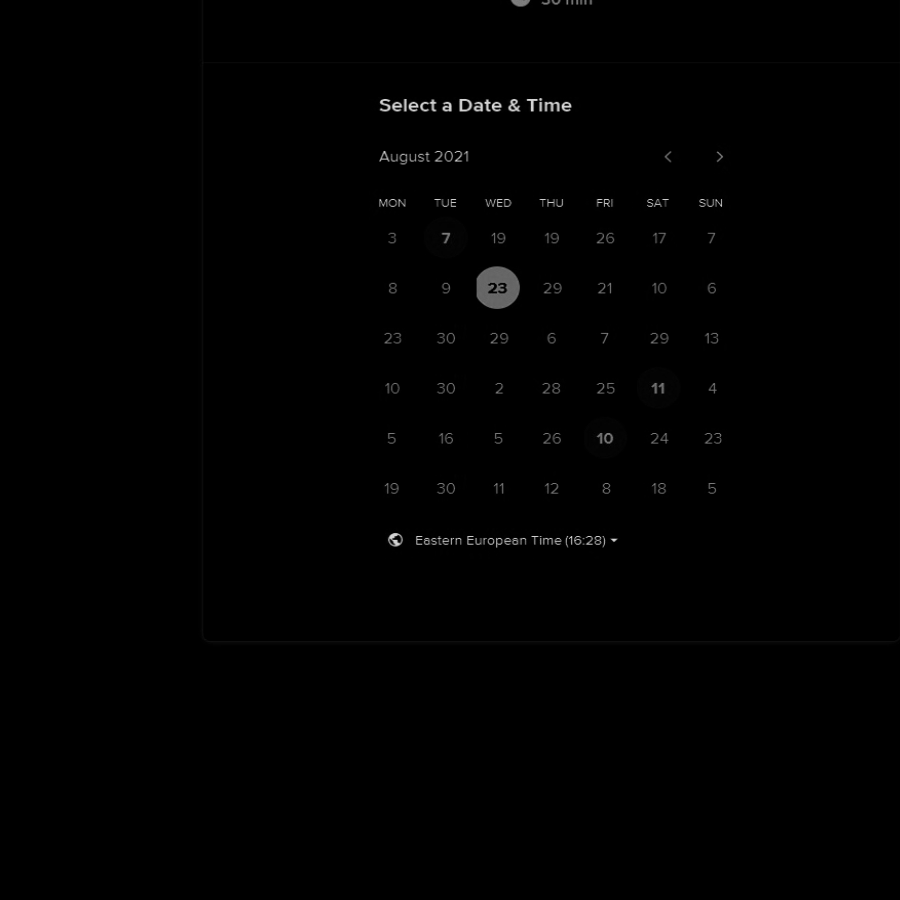 30 min
Select a Date & Time
August 2021
MON TUE WED THU FRI SAT SUN
3 7 19 19 26 17 7
8 9 23 29 21 10 6
23 30 29 6 7 29 13
10 30 2 28 25 11 4
5 16 5 26 10 24 23
19 30 11 12 8 18 5
Eastern European Time (16:28)